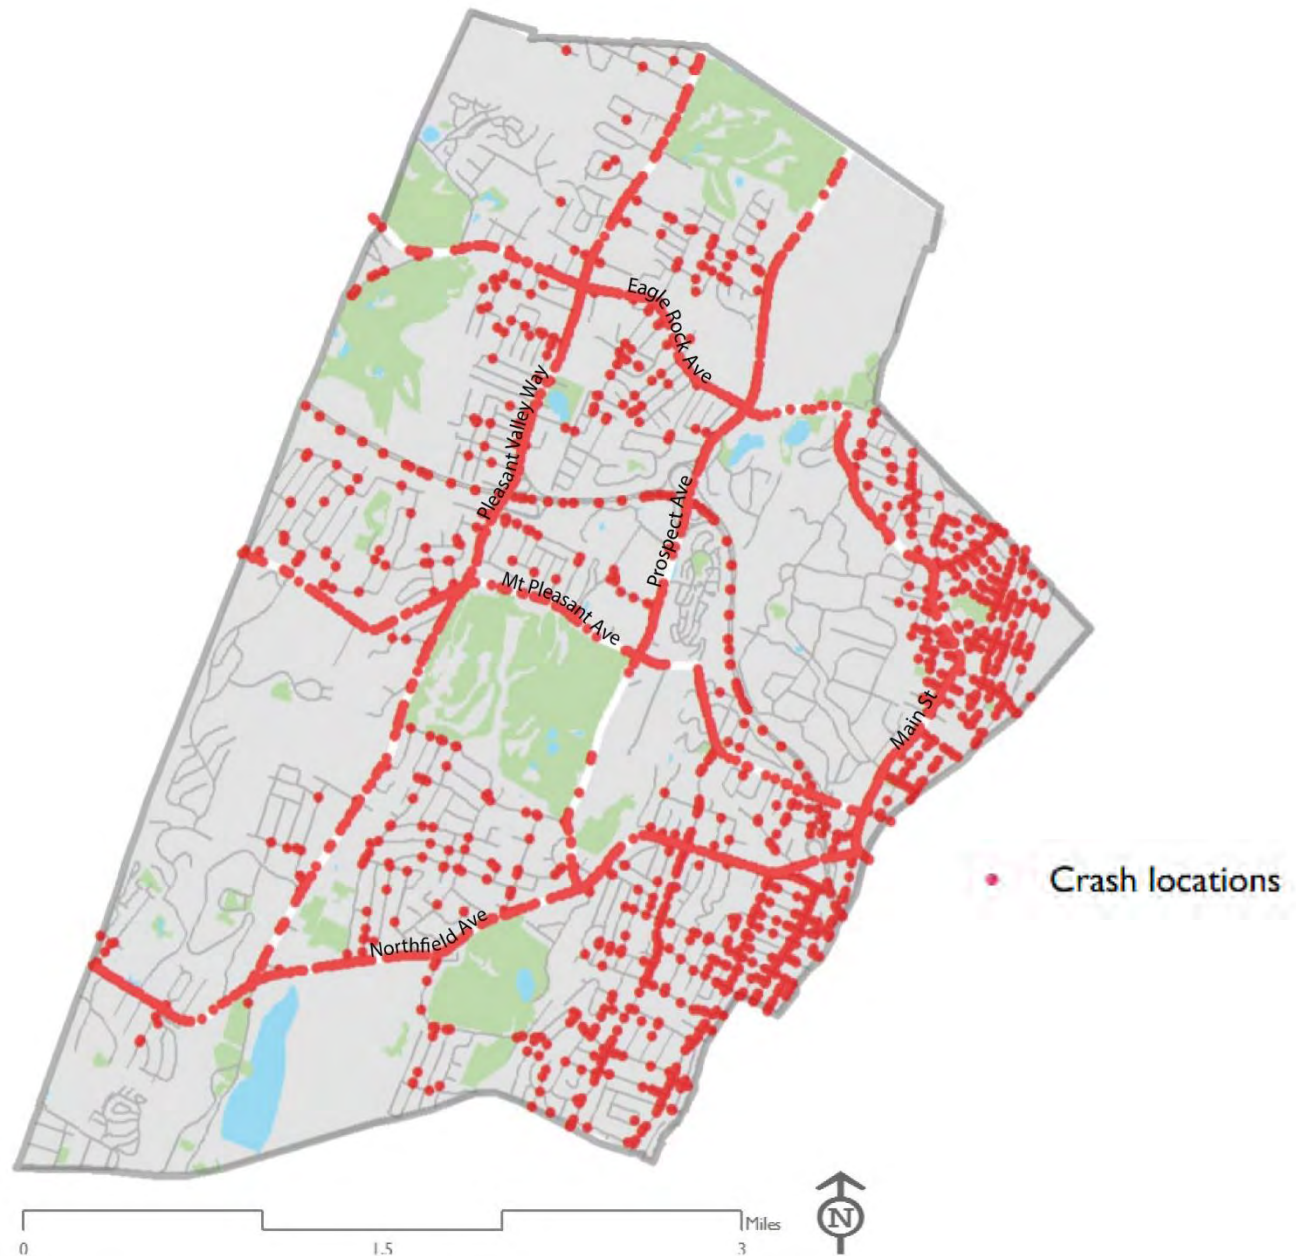 Eagle Rock Ave
Pleasant Valley Way
Prospect Ave
Mt Pleasant Ave
Main St
Crash locations
Northfield Ave
Miles
0
1.5
3
N